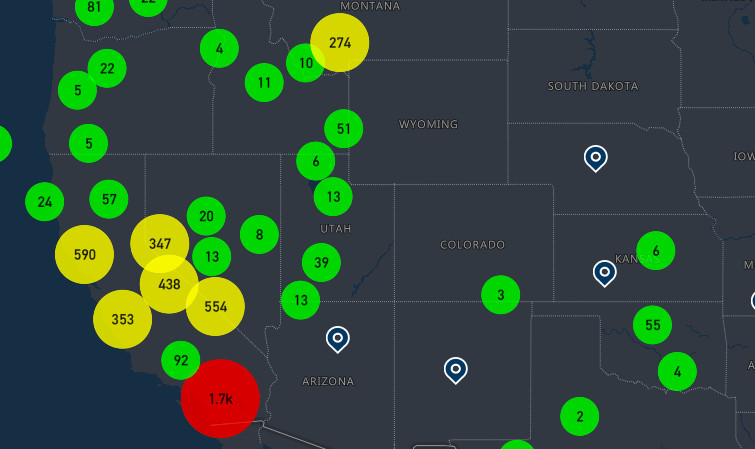 MONTANA
81
22
274
4
10
22
11
5
SOUTH DAKOTA
WYOMING
51
5
IOW
6
57
13
24
20
UTAH
8
347
COLORADO
6
590
13
KANSA
39
M
438
3
13
554
353
55
92
A
4
ARIZONA
1.7k
2